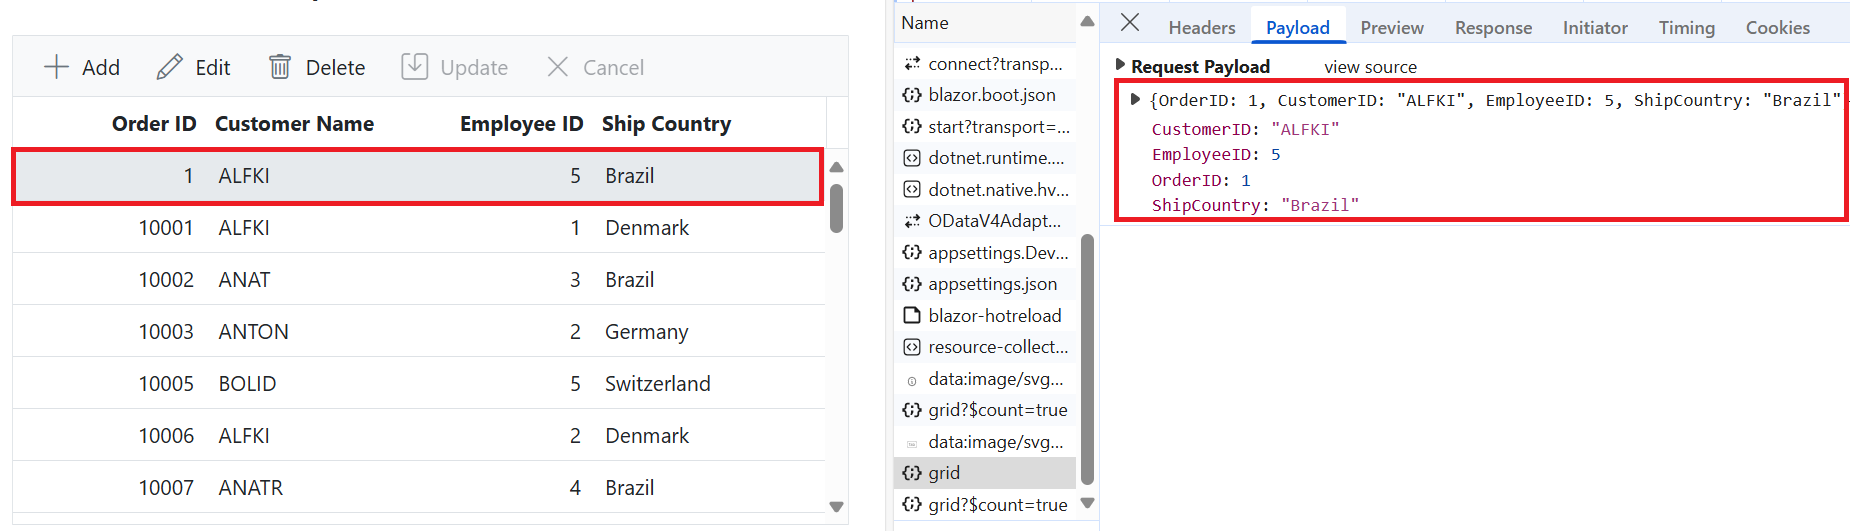 Add Edit Delete Update Cancel
Order ID Customer Name Employee ID Ship Country
1 ALFKI 5 Brazil
10001 ALFKI 1 Denmark
10002 ANAT 3 Brazil
10003 ANTON 2 Germany
10005 BOLID 5 Switzerland
10006 ALFKI 2 Denmark
10007 ANATR 4 Brazil
Name
connect?transp...
blazor.boot.json
start?transport=...
dotnet.runtime....
dotnet.native.hv...
ODataV4Adapt...
appsettings.Dev...
appsettings.json
blazor-hotreload
resource-collect...
data:image/svg...
grid?$count=true
data:image/svg...
grid
grid?$count=true
Headers Payload Preview Response Initiator Timing Cookies
Request Payload view source
{OrderID: 1, CustomerID: "ALFKI", EmployeeID: 5, ShipCountry: "Brazil"
CustomerID: "ALFKI"
EmployeeID: 5
OrderID: 1
ShipCountry: "Brazil"